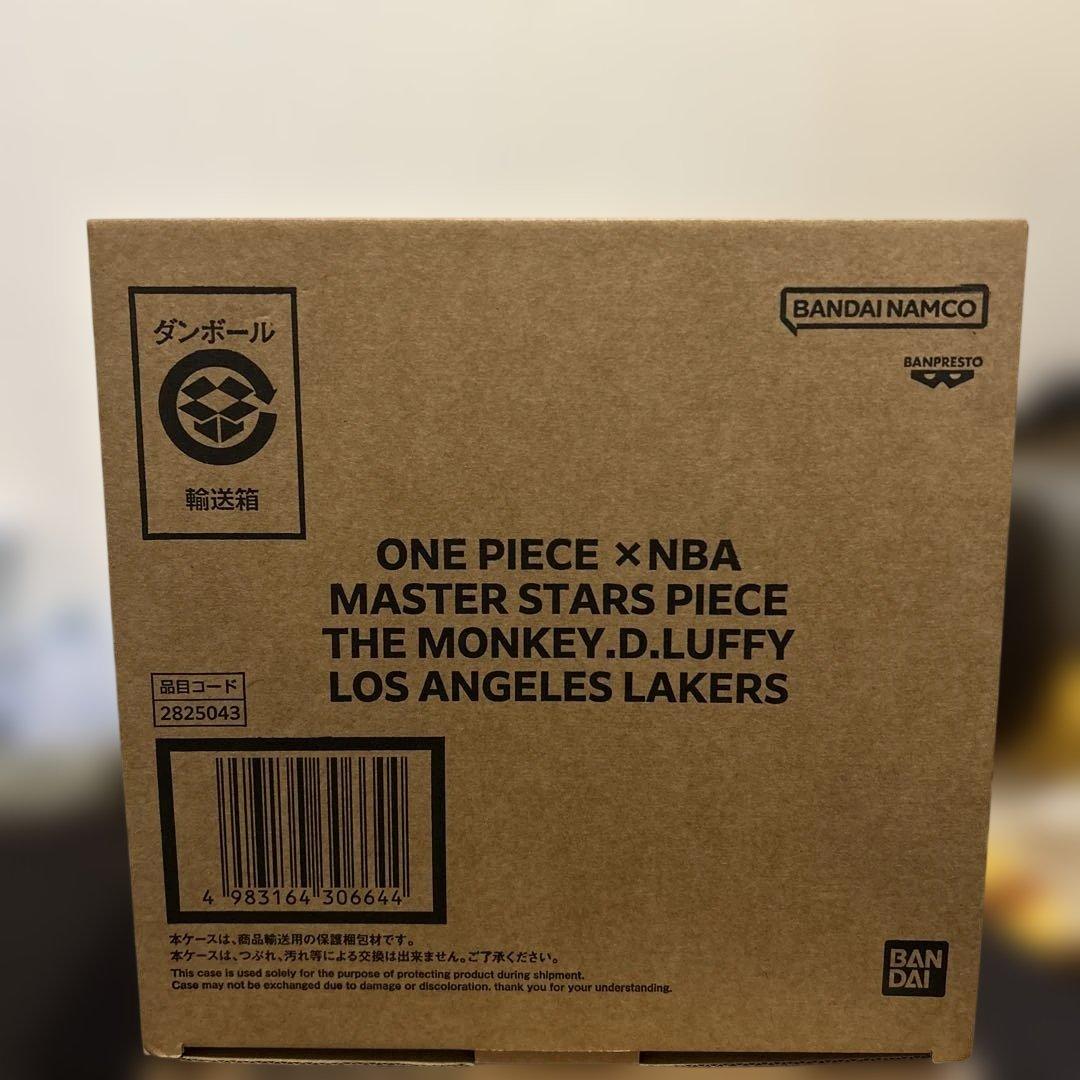 ダンボール
輸送箱
BANDAI NAMCO
BANPRESTO
ONE PIECE ×NBA
MASTER STARS PIECE
THE MONKEY.D.LUFFY
LOS ANGELES LAKERS
品目コード
2825043
4 983164 306644
本ケースは、商品輸送用の保護梱包材です。
本ケースは、つぶれ、汚れ等による交換は出来ません。ご了承ください。
This case is used solely for the purpose of protecting product during shipment.
Case may not be exchanged due to damage or discoloration. thank you for your understanding.
BAN
DAI